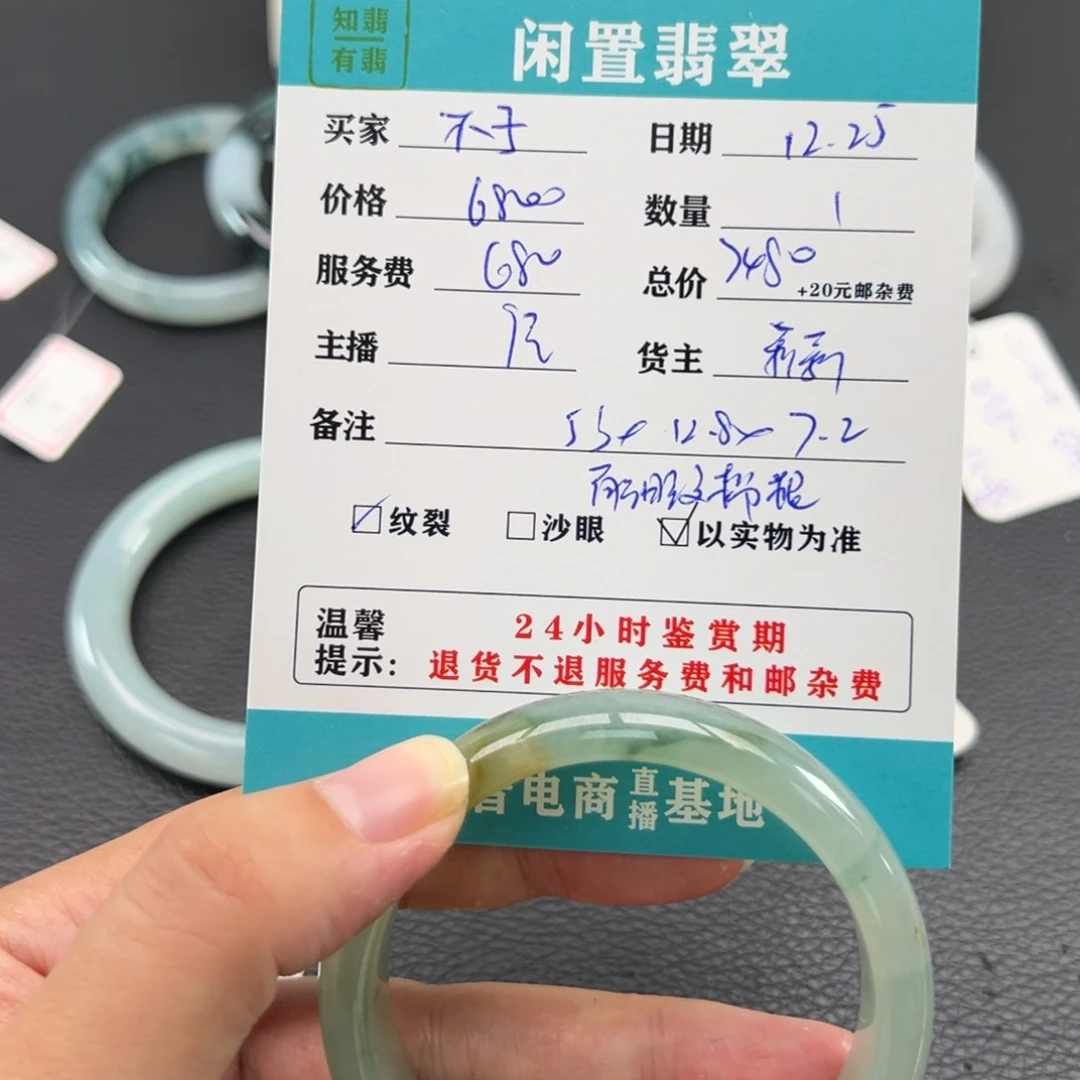 知翡
有翡
闲置翡翠
买家 不予 日期 12.25
价格 6800 数量 1
服务费 680 总价 7480 +20元邮杂费
主播 货主
备注 55x 12.8x 7.2
纹裂 沙眼 以实物为准
温馨 24小时鉴赏期
提示: 退货不退服务费和邮杂费
电商直播基地